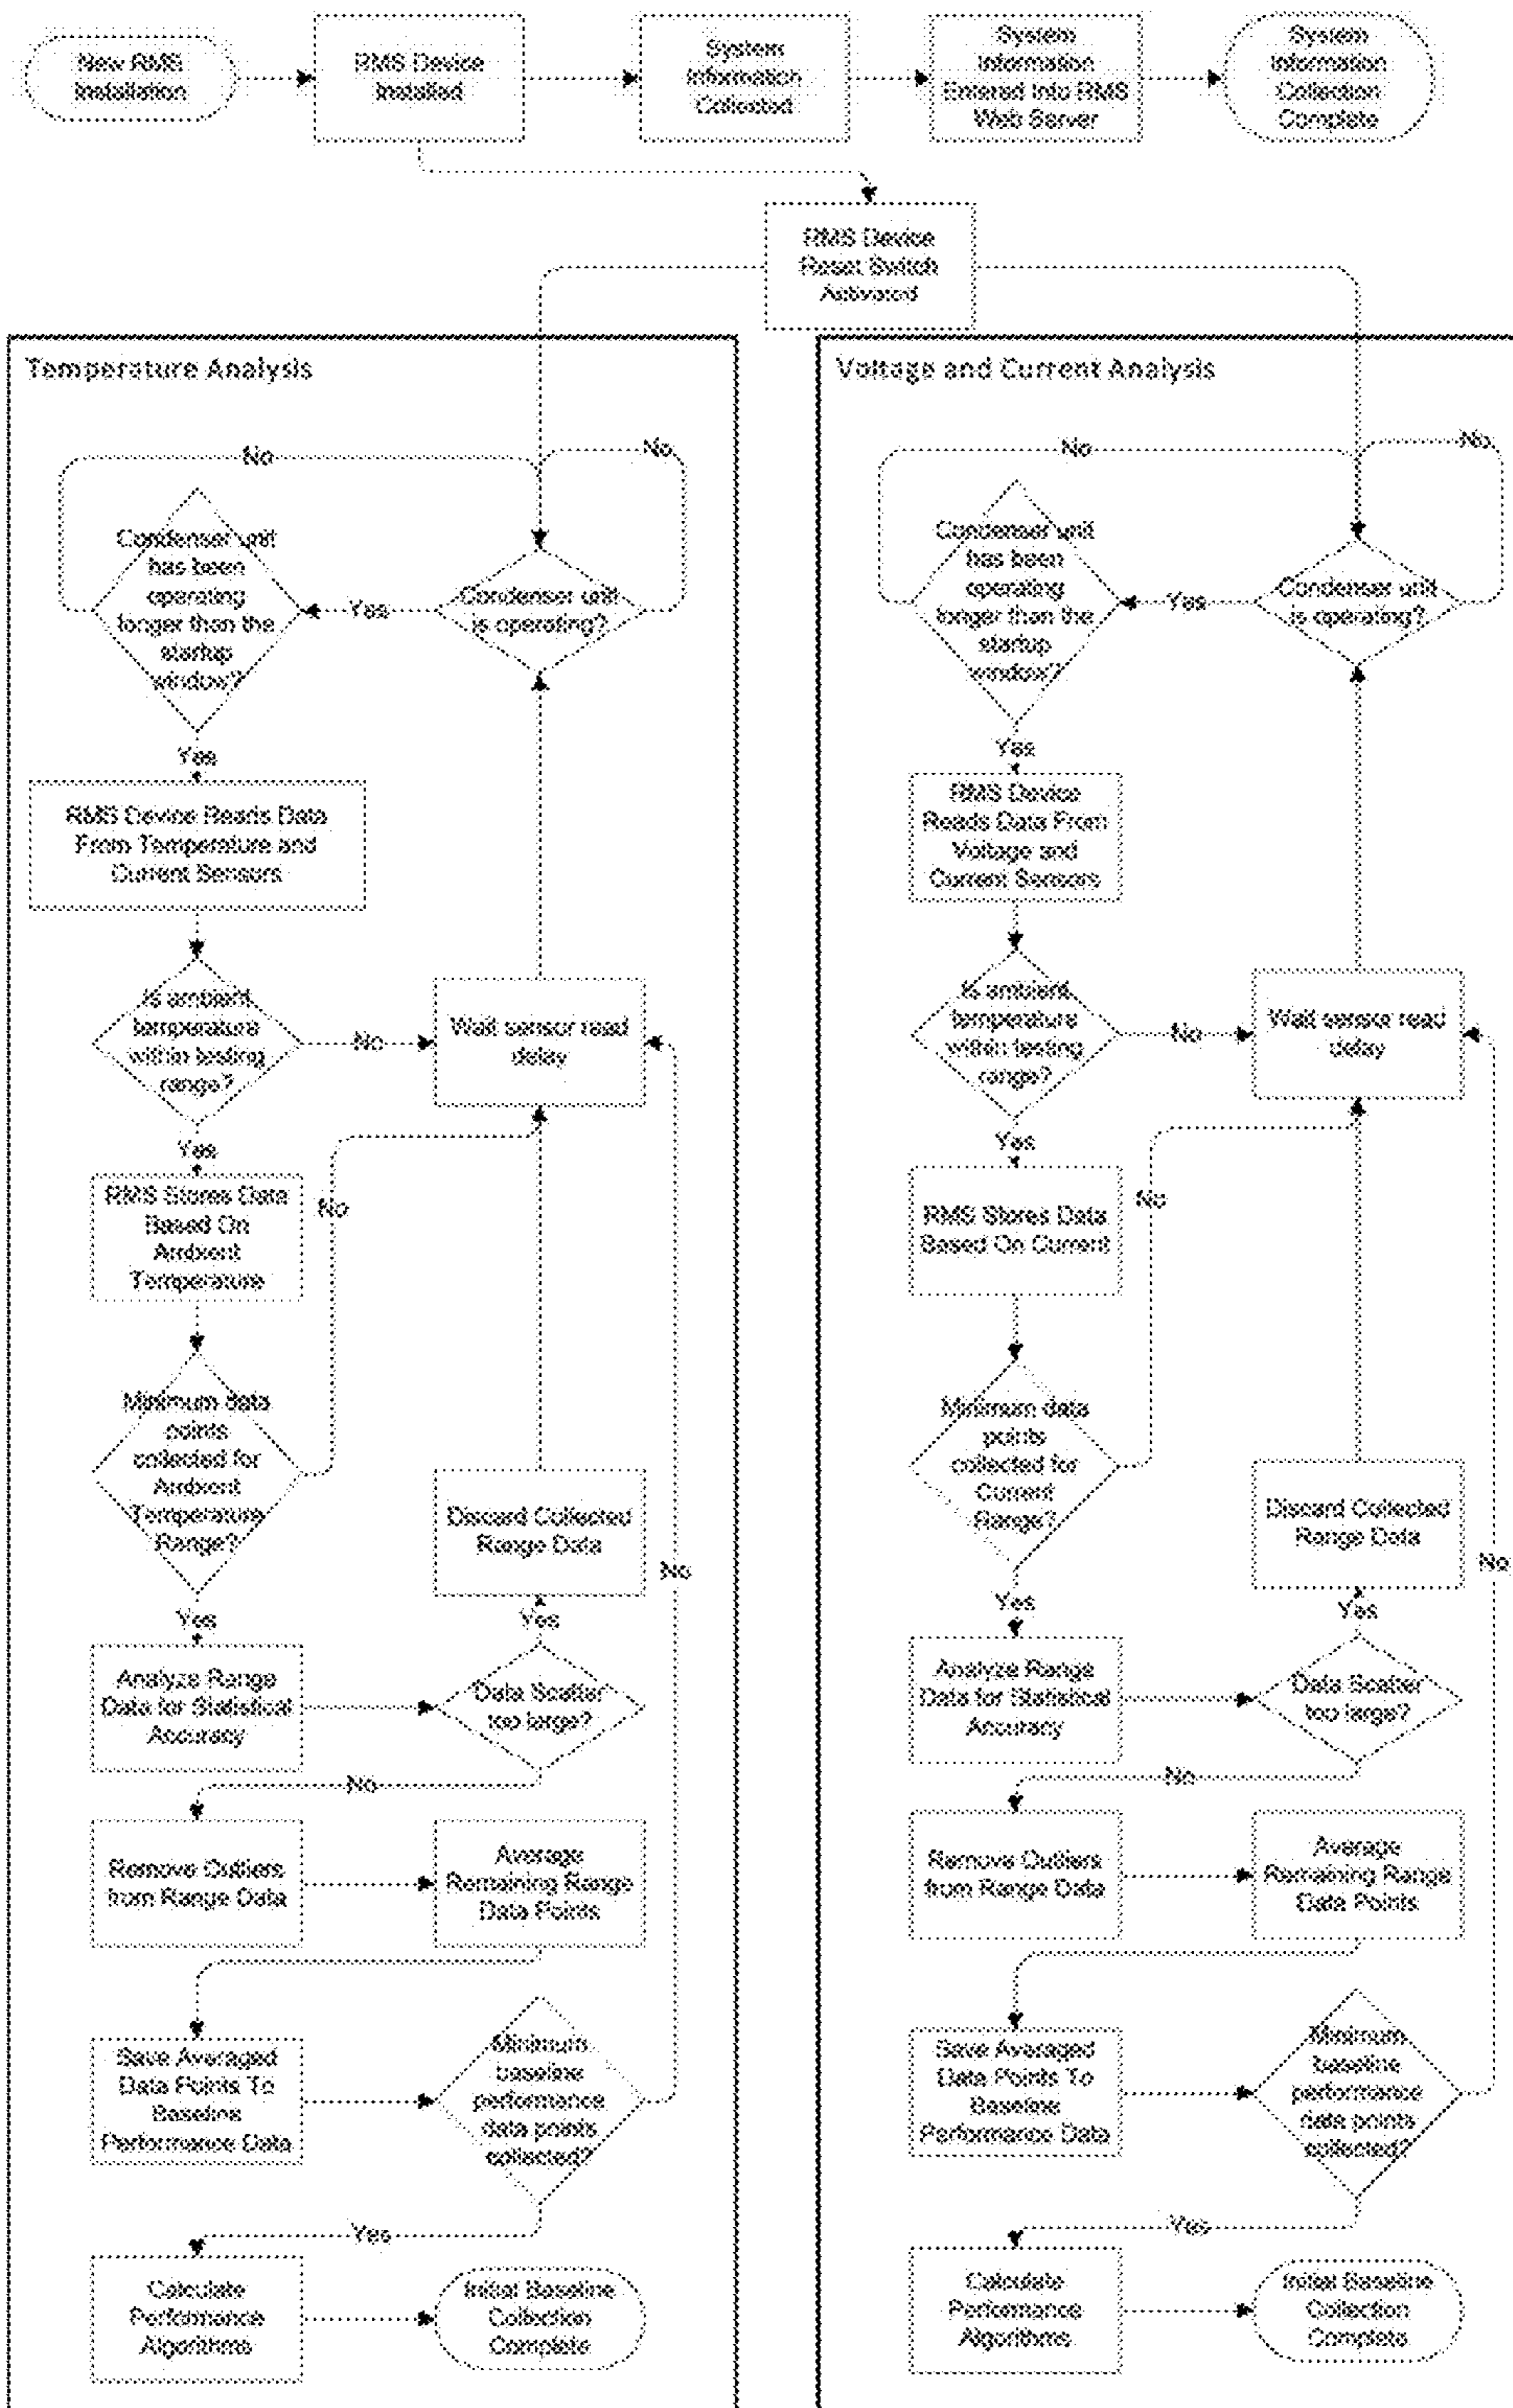 New RMS
Installation
RMS Device
Installed
System
Information
Collected
System
Information
Entered Into RMS
Web Server
System
Information
Collection
Complete
RMS Device
Reset Switch
Activated
Temperature Analysis
No
No
Condenser unit
has been
operating
longer than the
startup
window?
Yes
Condenser unit
is operating?
Yes
RMS Device Reads Data
From Temperature and
Current Sensors
Is ambient
temperature
within testing
range?
No
Wait sensor read
delay
Yes
RMS Stores Data
Based On
Ambient
Temperature
No
Minimum data
points
collected for
Ambient
Temperature
Range?
Discard Collected
Range Data
No
Yes
Yes
Analyze Range
Data for Statistical
Accuracy
Data Scatter
too large?
No
Remove Outliers
from Range Data
Average
Remaining Range
Data Points
Save Averaged
Data Points To
Baseline
Performance Data
Minimum
baseline
performance
data points
collected?
Yes
Calculate
Performance
Algorithms
Initial Baseline
Collection
Complete
Voltage and Current Analysis
No
No
Condenser unit
has been
operating
longer than the
startup
window?
Yes
Condenser unit
is operating?
Yes
RMS Device
Reads Data From
Voltage and
Current Sensors
Is ambient
temperature
within testing
range?
No
Wait sensor read
delay
Yes
RMS Stores Data
Based On Current
No
Minimum data
points
collected for
Current
Range?
Discard Collected
Range Data
No
Yes
Yes
Analyze Range
Data for Statistical
Accuracy
Data Scatter
too large?
No
Remove Outliers
from Range Data
Average
Remaining Range
Data Points
Save Averaged
Data Points To
Baseline
Performance Data
Minimum
baseline
performance
data points
collected?
Yes
Calculate
Performance
Algorithms
Initial Baseline
Collection
Complete